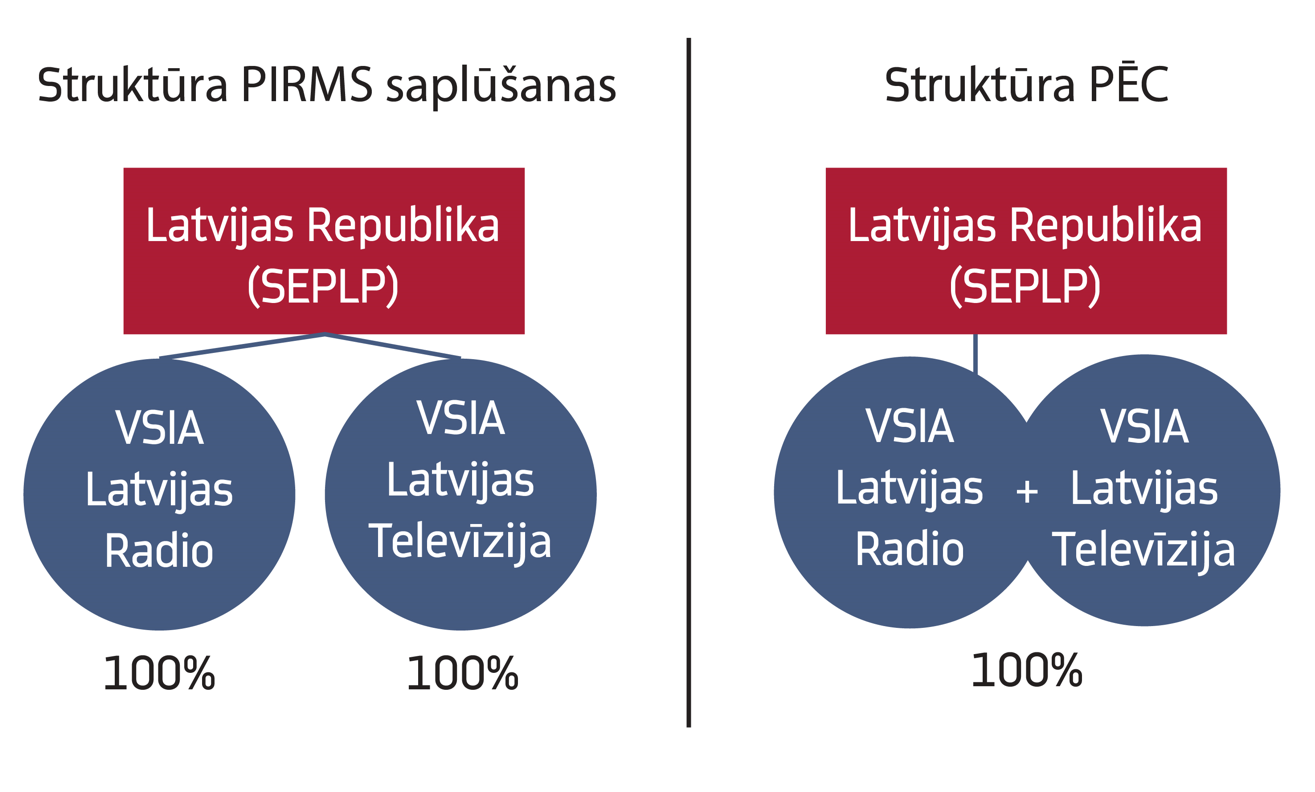 Struktūra PIRMS saplūšanas
Latvijas Republika
(SEPLP)
VSIA
Latvijas
Radio
100%
VSIA
Latvijas
Televīzija
100%
Struktūra PĒC
Latvijas Republika
(SEPLP)
VSIA
Latvijas
Radio
+
VSIA
Latvijas
Televīzija
100%